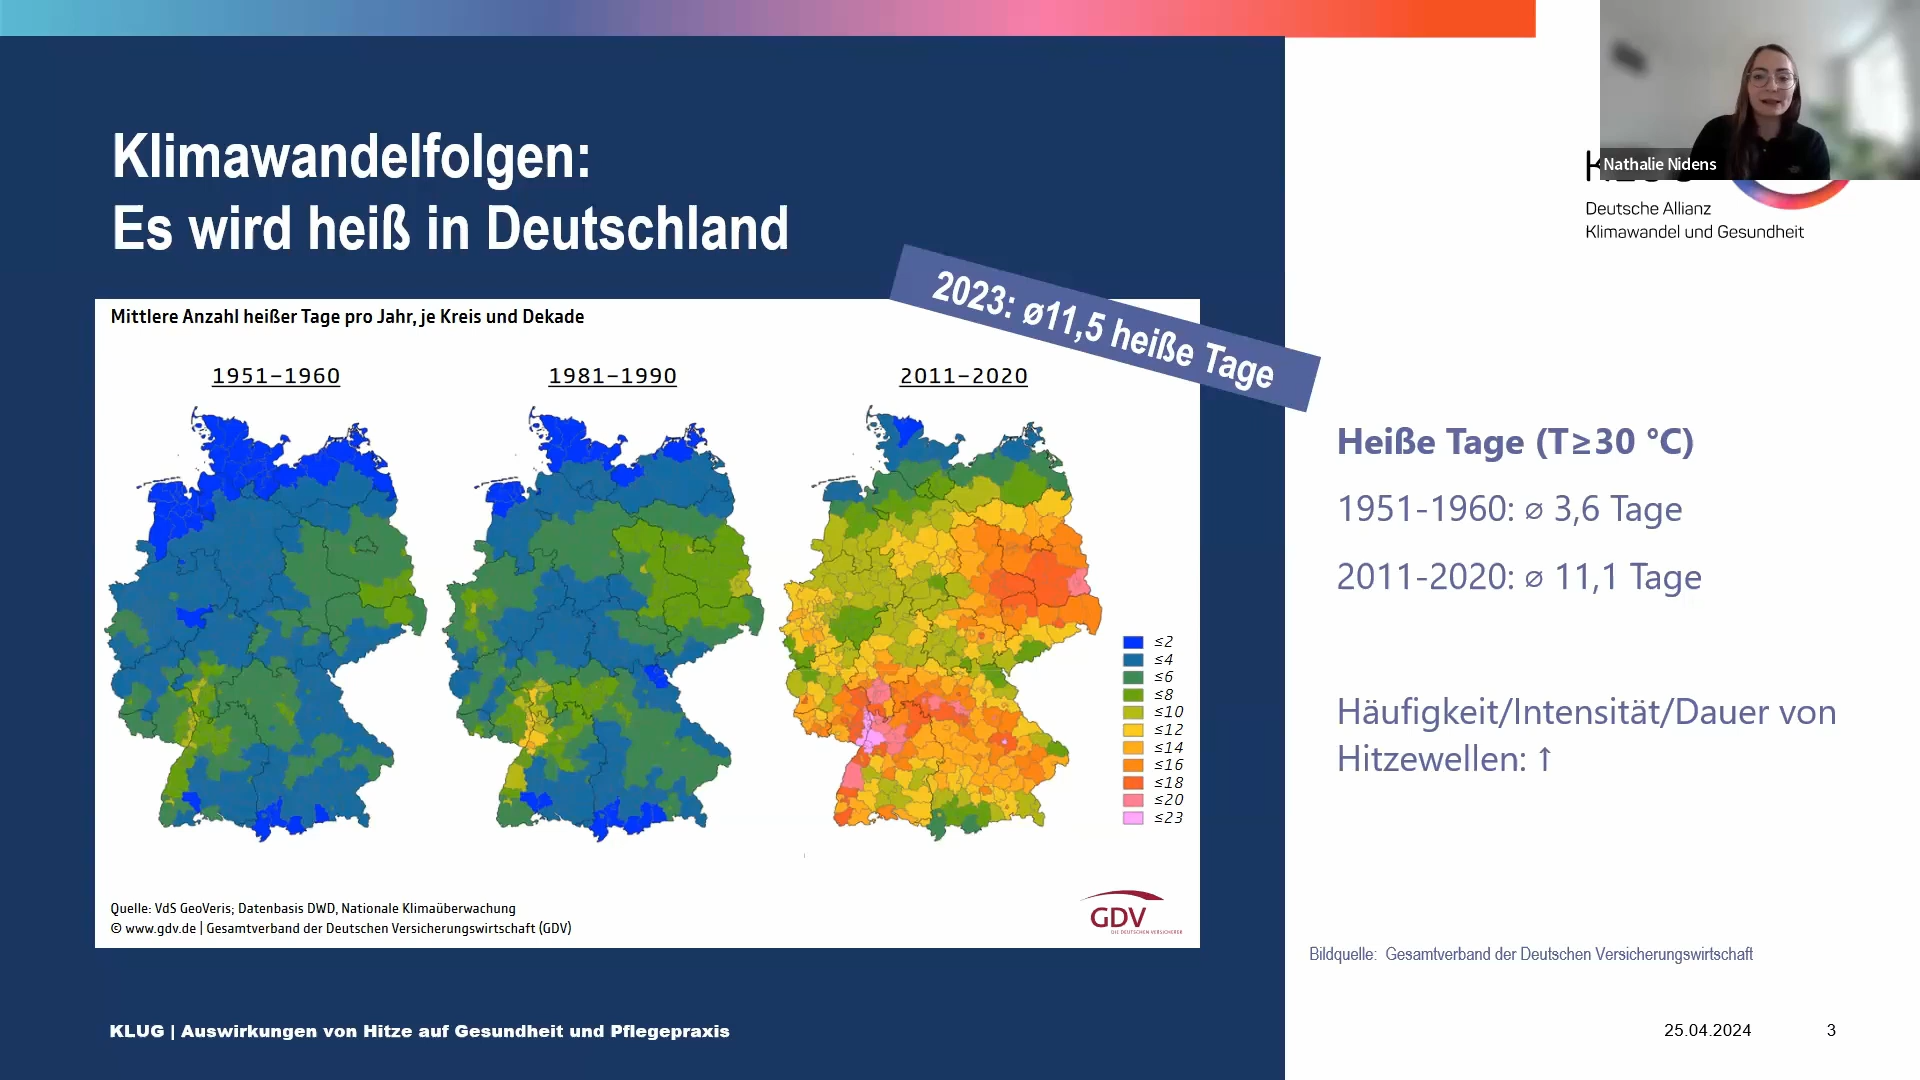 Nathalie Nidens
Deutsche Allianz
Klimawandel und Gesundheit
Klimawandelfolgen:
Es wird heiß in Deutschland
2023: ø11,5 heiße Tage
Mittlere Anzahl heißer Tage pro Jahr, je Kreis und Dekade
1951–1960
1981–1990
2011–2020
≤2
≤4
≤6
≤8
≤10
≤12
≤14
≤16
≤18
≤20
≤23
Quelle: VdS GeoVeris; Datenbasis DWD, Nationale Klimaüberwachung
© www.gdv.de | Gesamtverband der Deutschen Versicherungswirtschaft (GDV)
GDV
DIE DEUTSCHEN VERSICHERER
Heiße Tage (T≥30 °C)
1951-1960: ⌀ 3,6 Tage
2011-2020: ⌀ 11,1 Tage
Häufigkeit/Intensität/Dauer von
Hitzewellen: ↑
Bildquelle: Gesamtverband der Deutschen Versicherungswirtschaft
KLUG | Auswirkungen von Hitze auf Gesundheit und Pflegepraxis
25.04.2024
3